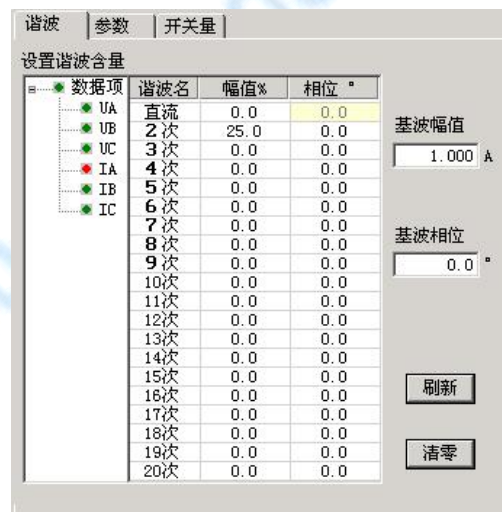 谐波 参数 开关量
设置谐波含量
数据项
UA
UB
UC
IA
IB
IC
谐波名 幅值% 相位 °
直流 0.0 0.0
2次 25.0 0.0
3次 0.0 0.0
4次 0.0 0.0
5次 0.0 0.0
6次 0.0 0.0
7次 0.0 0.0
8次 0.0 0.0
9次 0.0 0.0
10次 0.0 0.0
11次 0.0 0.0
12次 0.0 0.0
13次 0.0 0.0
14次 0.0 0.0
15次 0.0 0.0
16次 0.0 0.0
17次 0.0 0.0
18次 0.0 0.0
19次 0.0 0.0
20次 0.0 0.0
基波幅值
1.000 A
基波相位
0.0 °
刷新
清零